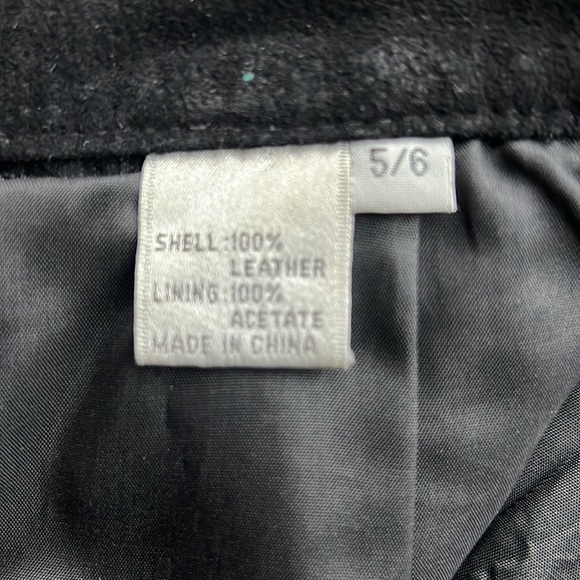 5/6
SHELL:100%
LEATHER
LINING:100%
ACETATE
MADE IN CHINA